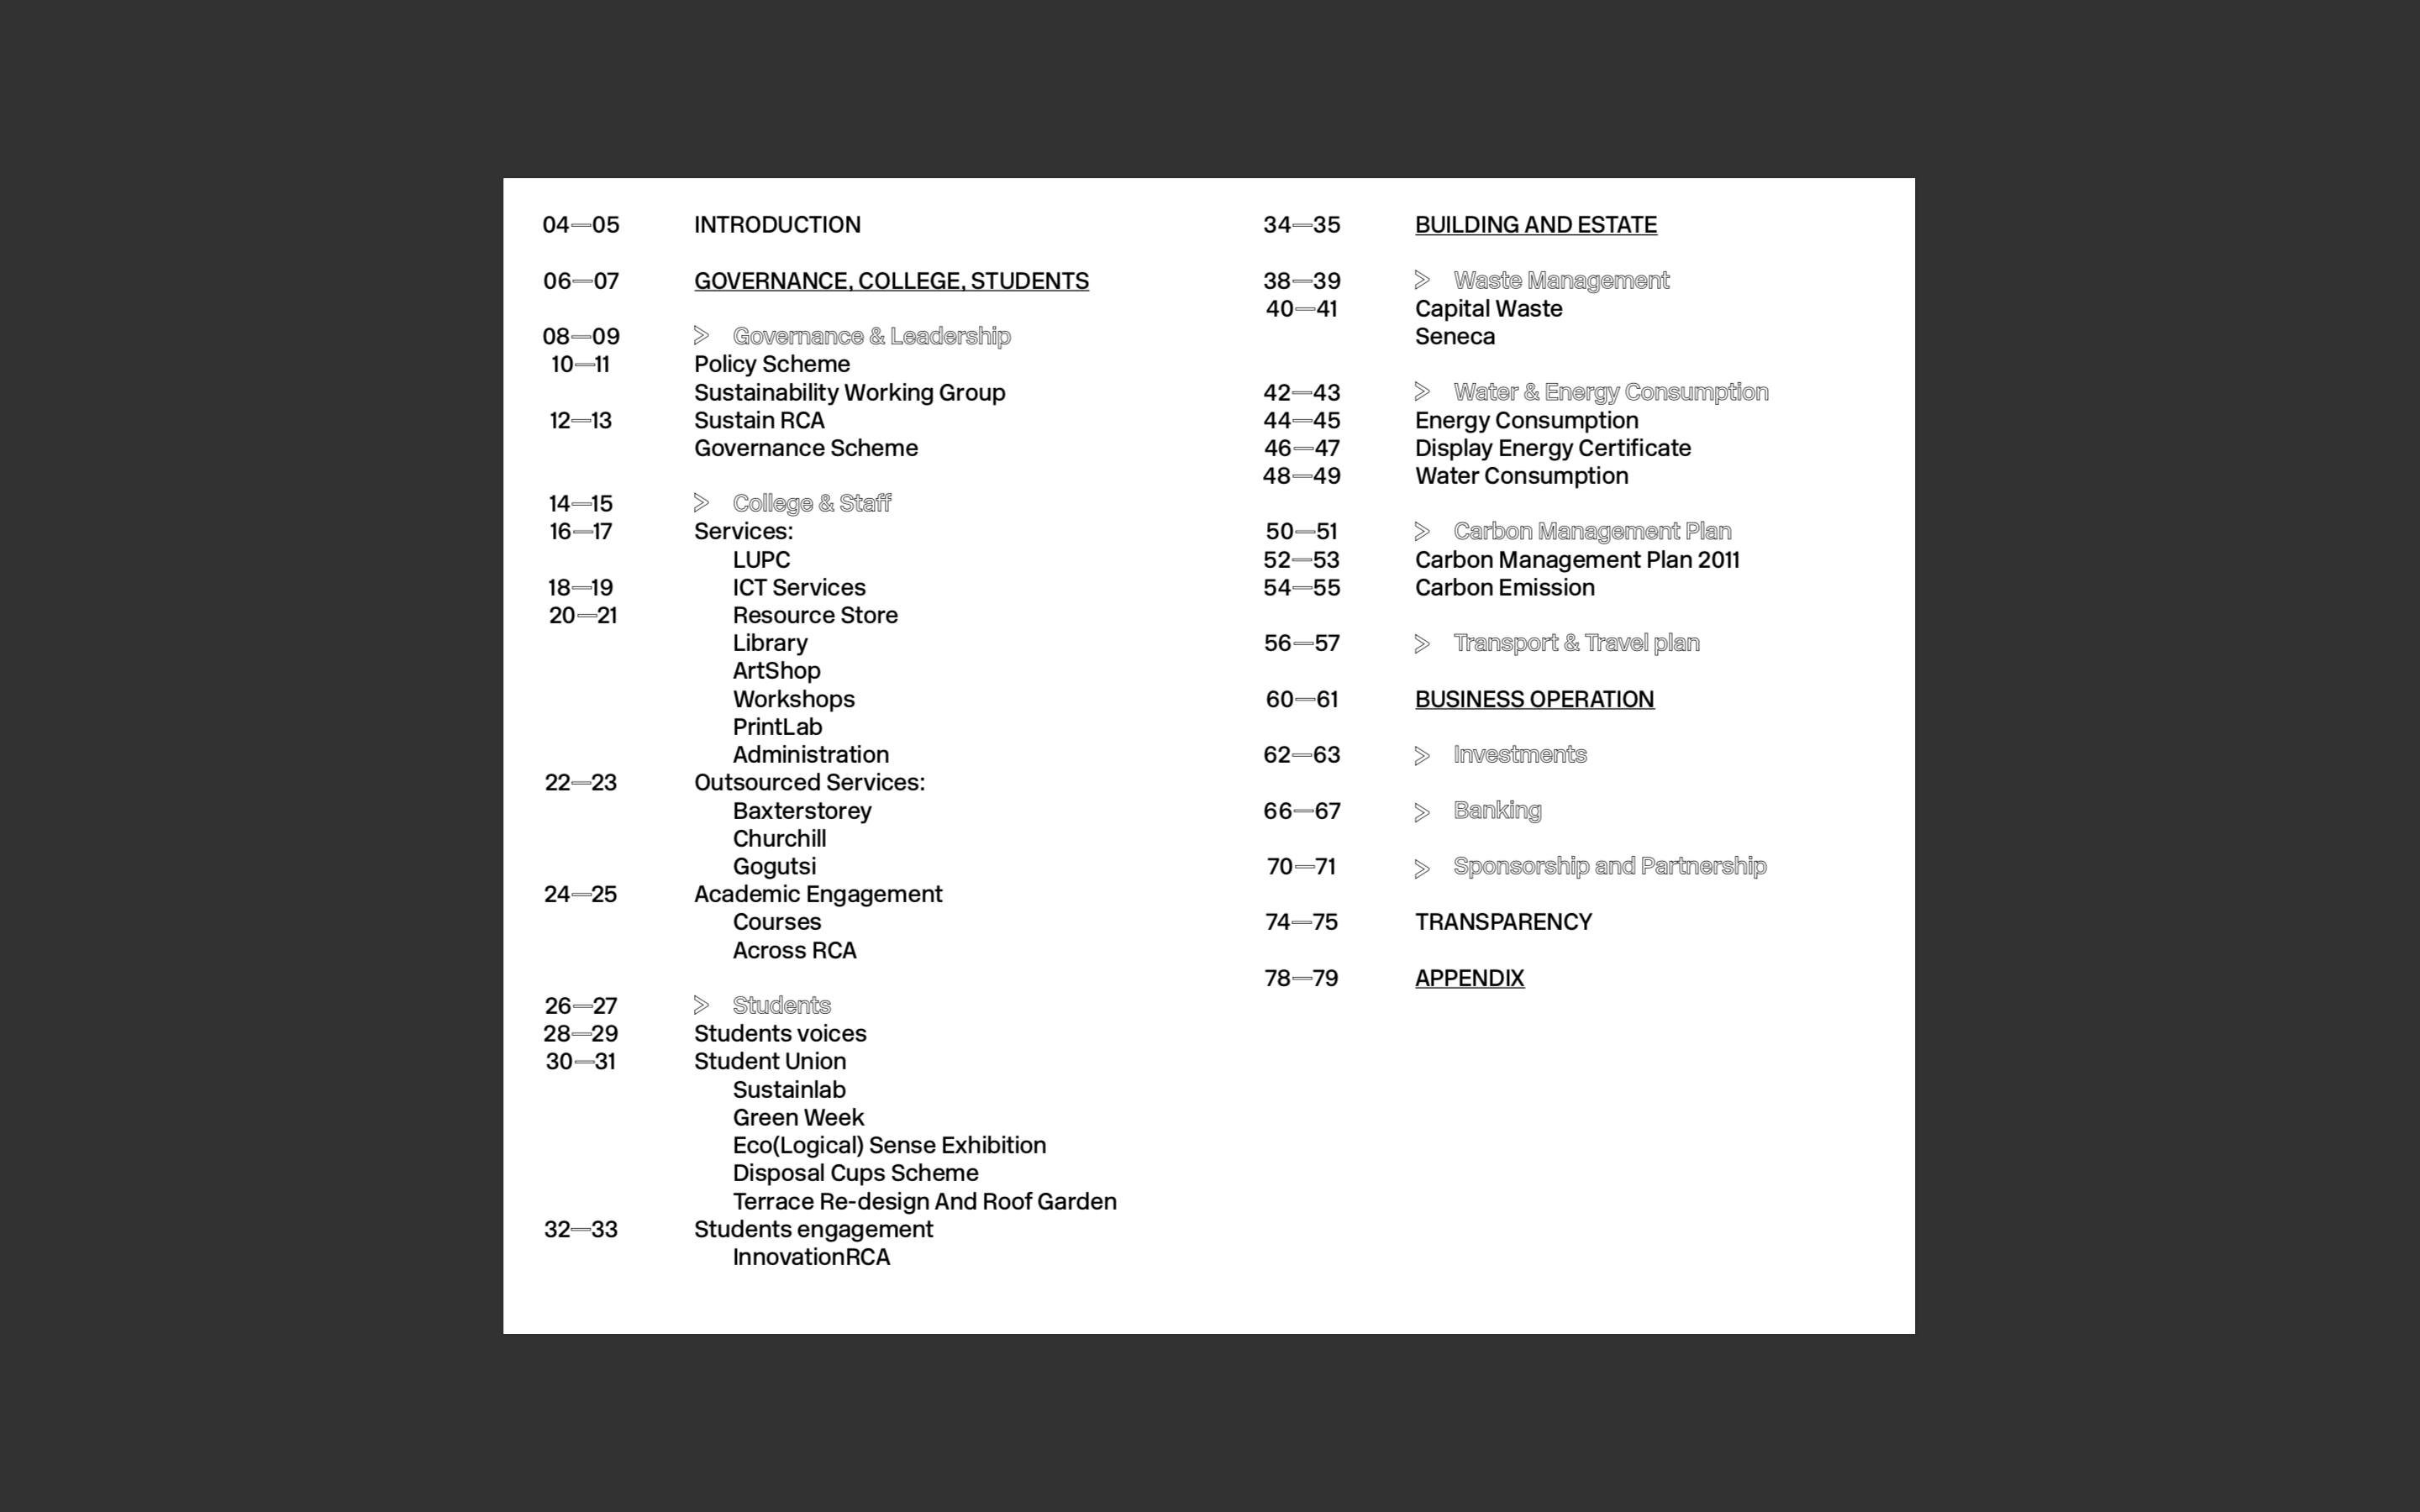 04—05 INTRODUCTION
06—07 GOVERNANCE, COLLEGE, STUDENTS
08—09 > Governance & Leadership
10—11 Policy Scheme
Sustainability Working Group
12—13 Sustain RCA
Governance Scheme
14—15 > College & Staff
16—17 Services:
LUPC
18—19 ICT Services
20—21 Resource Store
Library
ArtShop
Workshops
PrintLab
Administration
22—23 Outsourced Services:
Baxterstorey
Churchill
Gogutsi
24—25 Academic Engagement
Courses
Across RCA
26—27 > Students
28—29 Students voices
30—31 Student Union
Sustainlab
Green Week
Eco(Logical) Sense Exhibition
Disposal Cups Scheme
Terrace Re-design And Roof Garden
32—33 Students engagement
InnovationRCA
34—35 BUILDING AND ESTATE
38—39 > Waste Management
40—41 Capital Waste
Seneca
42—43 > Water & Energy Consumption
44—45 Energy Consumption
46—47 Display Energy Certificate
48—49 Water Consumption
50—51 > Carbon Management Plan
52—53 Carbon Management Plan 2011
54—55 Carbon Emission
56—57 > Transport & Travel plan
60—61 BUSINESS OPERATION
62—63 > Investments
66—67 > Banking
70—71 > Sponsorship and Partnership
74—75 TRANSPARENCY
78—79 APPENDIX